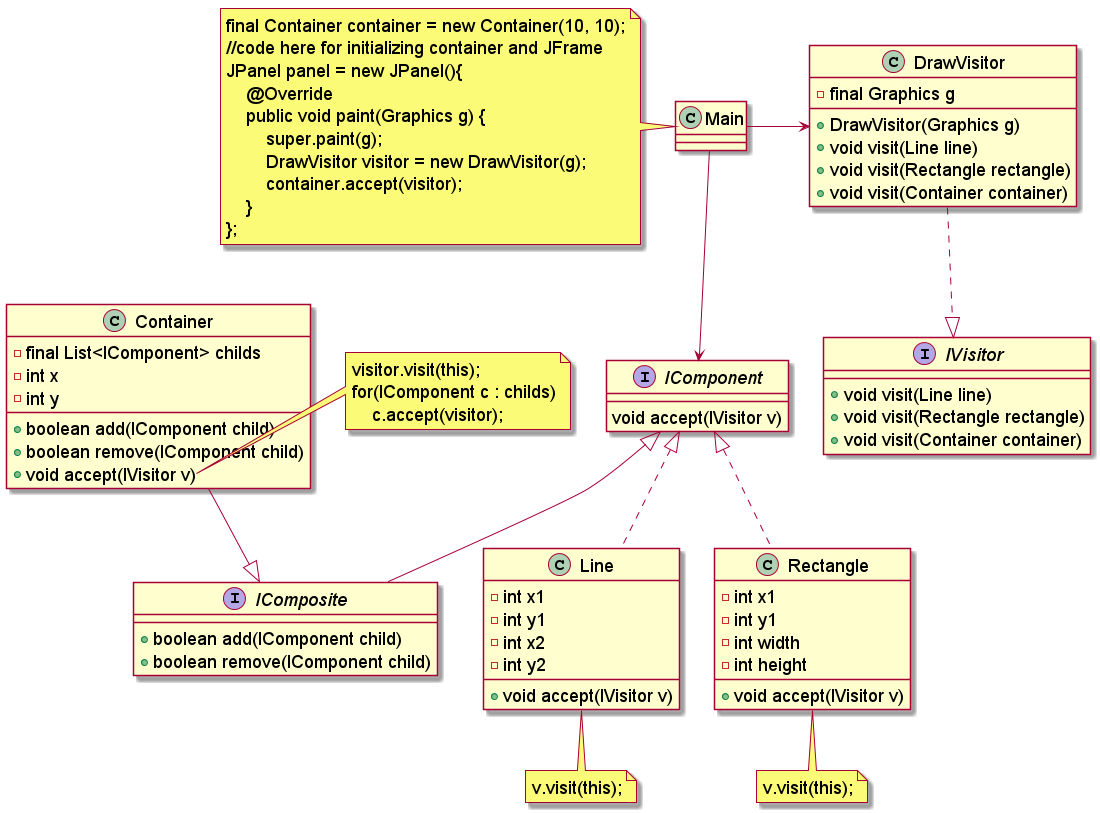 final Container container = new Container(10, 10);
//code here for initializing container and JFrame
JPanel panel = new JPanel(){
@Override
public void paint(Graphics g) {
super.paint(g);
DrawVisitor visitor = new DrawVisitor(g);
container.accept(visitor);
}
};
C Main
C DrawVisitor
final Graphics g
DrawVisitor(Graphics g)
void visit(Line line)
void visit(Rectangle rectangle)
void visit(Container container)
C Container
final List<IComponent> childs
int x
int y
boolean add(IComponent child)
boolean remove(IComponent child)
void accept(IVisitor v)
visitor.visit(this);
for(IComponent c : childs)
c.accept(visitor);
I IComponent
void accept(IVisitor v)
I IVisitor
void visit(Line line)
void visit(Rectangle rectangle)
void visit(Container container)
I IComposite
boolean add(IComponent child)
boolean remove(IComponent child)
C Line
int x1
int y1
int x2
int y2
void accept(IVisitor v)
C Rectangle
int x1
int y1
int width
int height
void accept(IVisitor v)
v.visit(this);
v.visit(this);